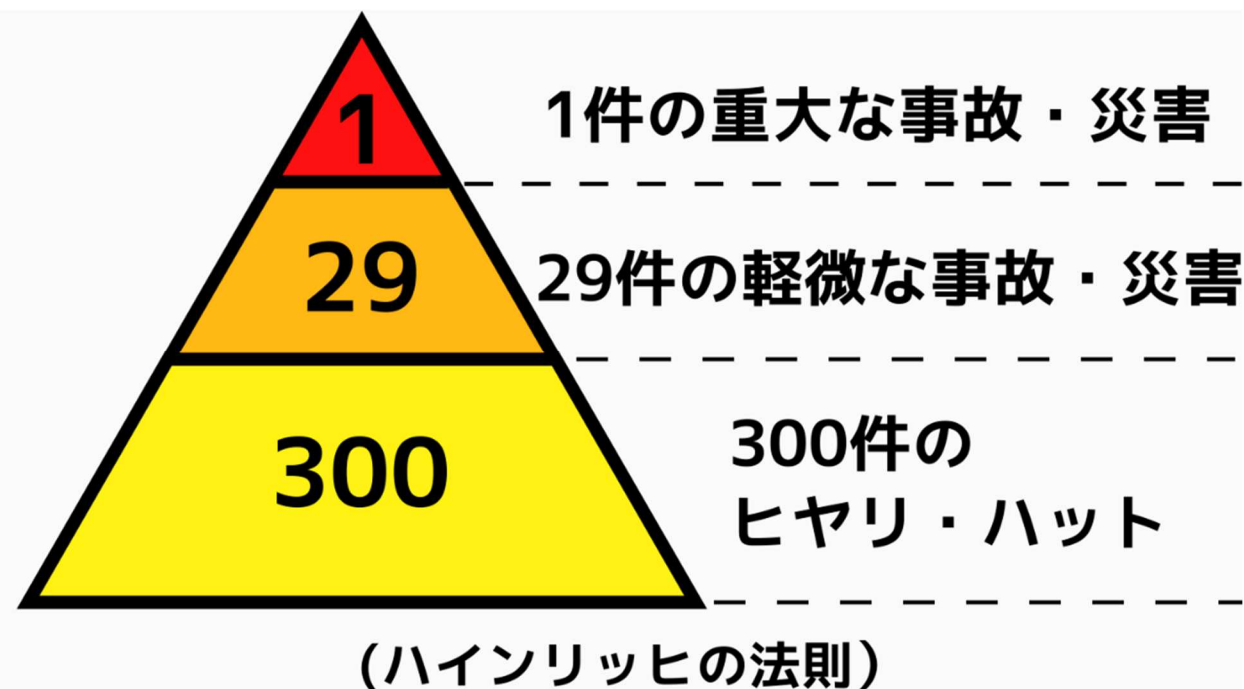 1
1件の重大な事故・災害
29
29件の軽微な事故・災害
300
300件の
ヒヤリ・ハット
(ハインリッヒの法則)